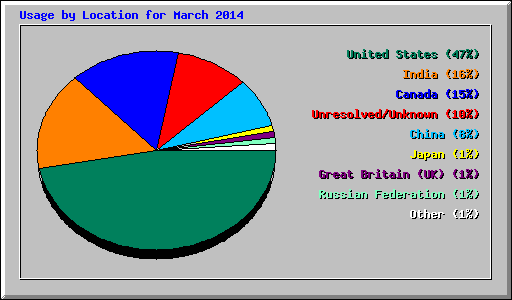 Usage by Location for March 2014
United States (47%)
India (16%)
Canada (15%)
Unresolved/Unknown (10%)
China (8%)
Japan (1%)
Great Britain (UK) (1%)
Russian Federation (1%)
Other (1%)